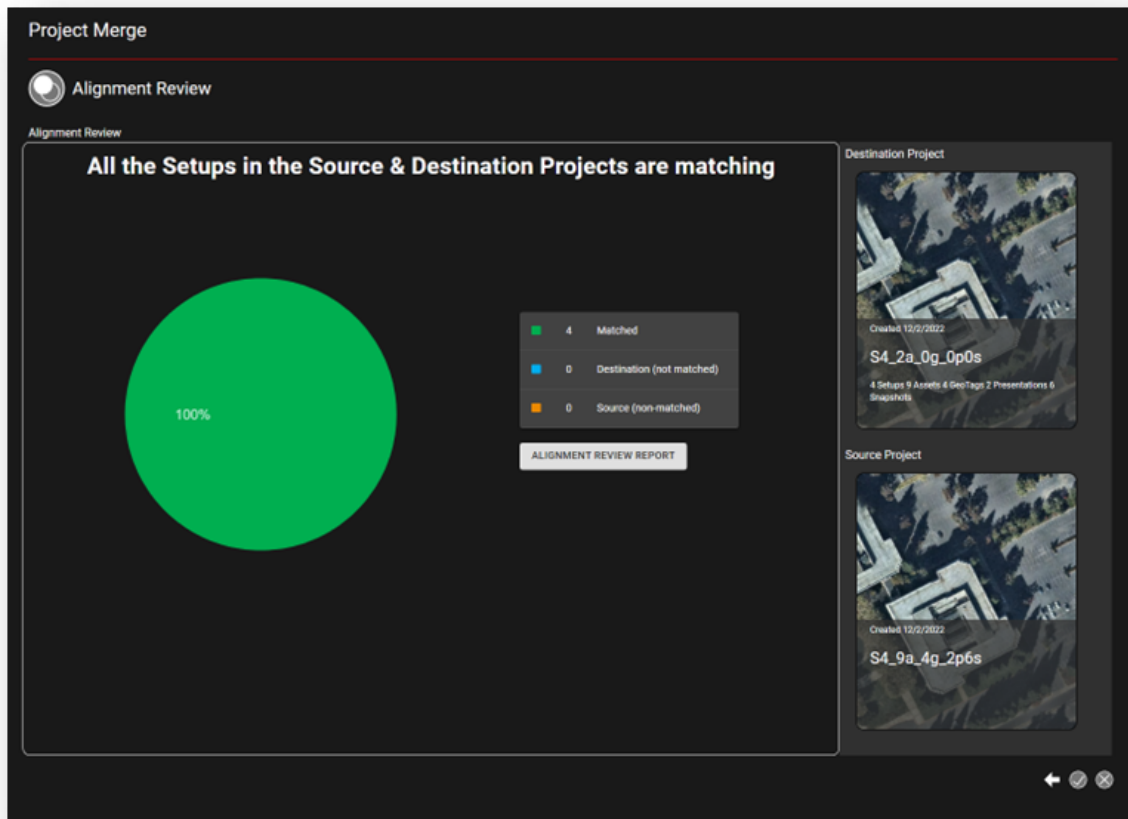 Project Merge
Alignment Review
Alignment Review
All the Setups in the Source & Destination Projects are matching
100%
4 Matched
0 Destination (not matched)
0 Source (non-matched)
ALIGNMENT REVIEW REPORT
Destination Project
Created 12/2/2022
S4_2a_0g_0p0s
4 Setups 9 Assets 4 GeoTags 2 Presentations 6
Snapshots
Source Project
Created 12/2/2022
S4_9a_4g_2p6s